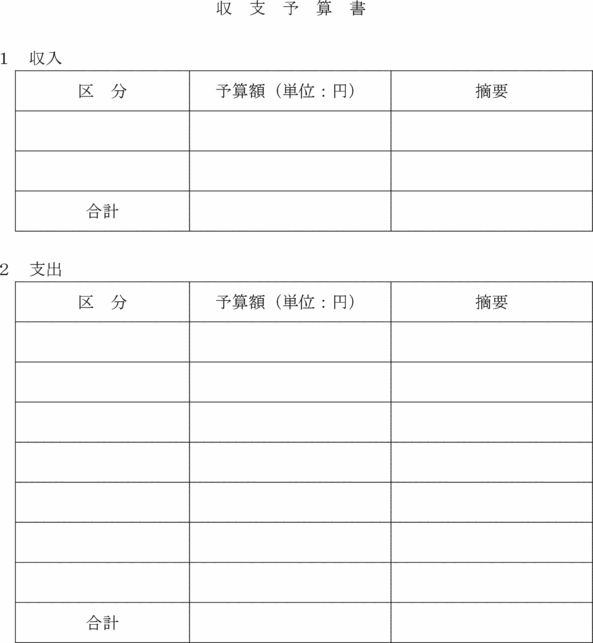 収　支　予　算　書
1　収入
区　分　予算額（単位：円）　摘要
合計
2　支出
区　分　予算額（単位：円）　摘要
合計